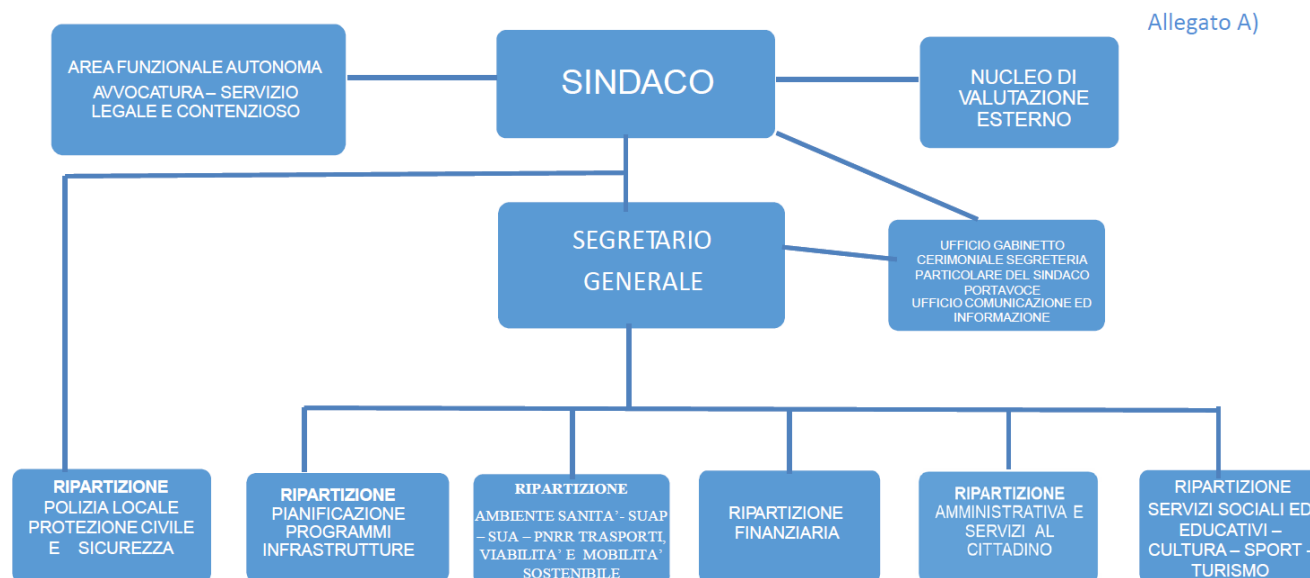 Allegato A)
AREA FUNZIONALE AUTONOMA
AVVOCATURA – SERVIZIO
LEGALE E CONTENZIOSO
SINDACO
NUCLEO DI
VALUTAZIONE
ESTERNO
SEGRETARIO
GENERALE
UFFICIO GABINETTO
CERIMONIALE SEGRETERIA
PARTICOLARE DEL SINDACO
PORTAVOCE
UFFICIO COMUNICAZIONE ED
INFORMAZIONE
RIPARTIZIONE
POLIZIA LOCALE
PROTEZIONE CIVILE
E SICUREZZA
RIPARTIZIONE
PIANIFICAZIONE
PROGRAMMI
INFRASTRUTTURE
RIPARTIZIONE
AMBIENTE SANITA’- SUAP
– SUA – PNRR TRASPORTI,
VIABILITA’ E MOBILITA’
SOSTENIBILE
RIPARTIZIONE
FINANZIARIA
RIPARTIZIONE
AMMINISTRATIVA E
SERVIZI AL
CITTADINO
RIPARTIZIONE
SERVIZI SOCIALI ED
EDUCATIVI –
CULTURA – SPORT –
TURISMO